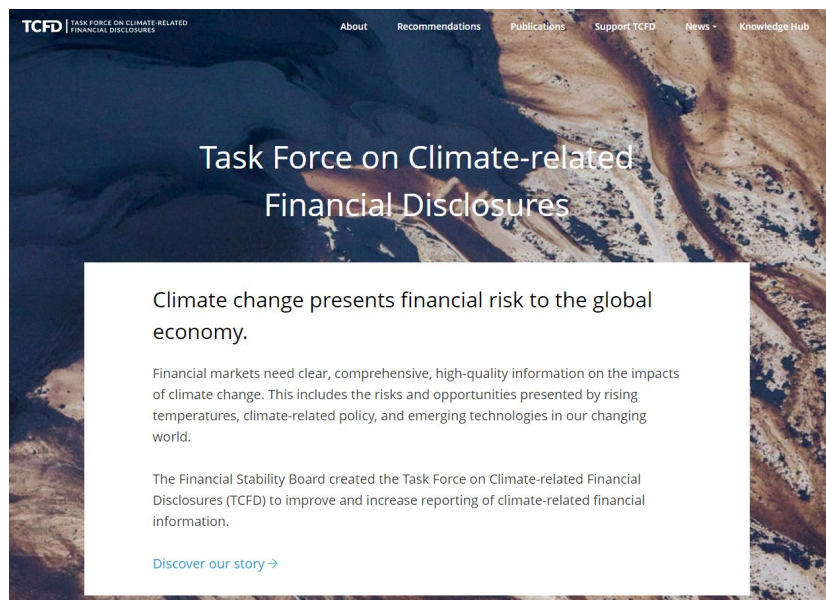 TCFD | TASK FORCE ON CLIMATE-RELATED
FINANCIAL DISCLOSURES
About Recommendations Publications Support TCFD News Knowledge Hub
Task Force on Climate-related
Financial Disclosures
Climate change presents financial risk to the global
economy.
Financial markets need clear, comprehensive, high-quality information on the impacts
of climate change. This includes the risks and opportunities presented by rising
temperatures, climate-related policy, and emerging technologies in our changing
world.
The Financial Stability Board created the Task Force on Climate-related Financial
Disclosures (TCFD) to improve and increase reporting of climate-related financial
information.
Discover our story →